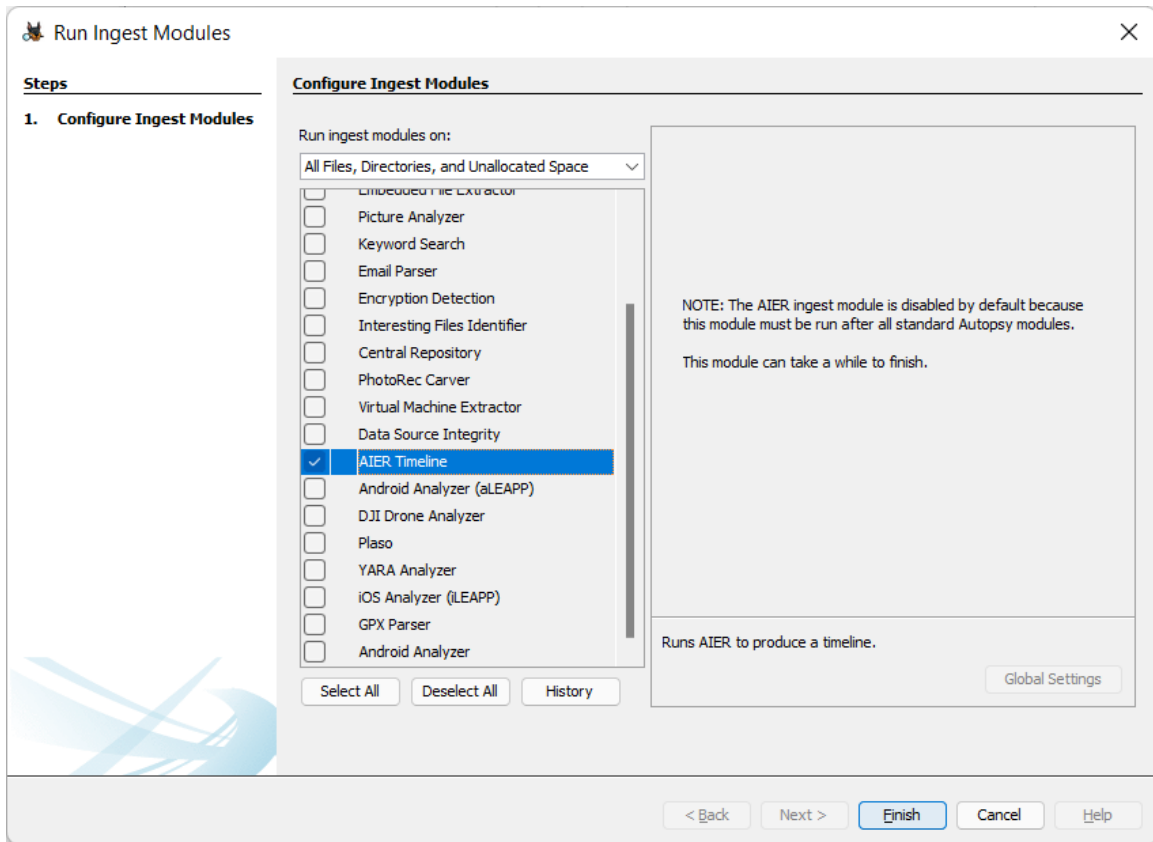 Run Ingest Modules
Steps
1. Configure Ingest Modules
Configure Ingest Modules
Run ingest modules on:
All Files, Directories, and Unallocated Space
Embedded File Extractor
Picture Analyzer
Keyword Search
Email Parser
Encryption Detection
Interesting Files Identifier
Central Repository
PhotoRec Carver
Virtual Machine Extractor
Data Source Integrity
AIER Timeline
Android Analyzer (aLEAPP)
DJI Drone Analyzer
Plaso
YARA Analyzer
iOS Analyzer (iLEAPP)
GPX Parser
Android Analyzer
Select All
Deselect All
History
NOTE: The AIER ingest module is disabled by default because
this module must be run after all standard Autopsy modules.
This module can take a while to finish.
Runs AIER to produce a timeline.
Global Settings
< Back
Next >
Finish
Cancel
Help